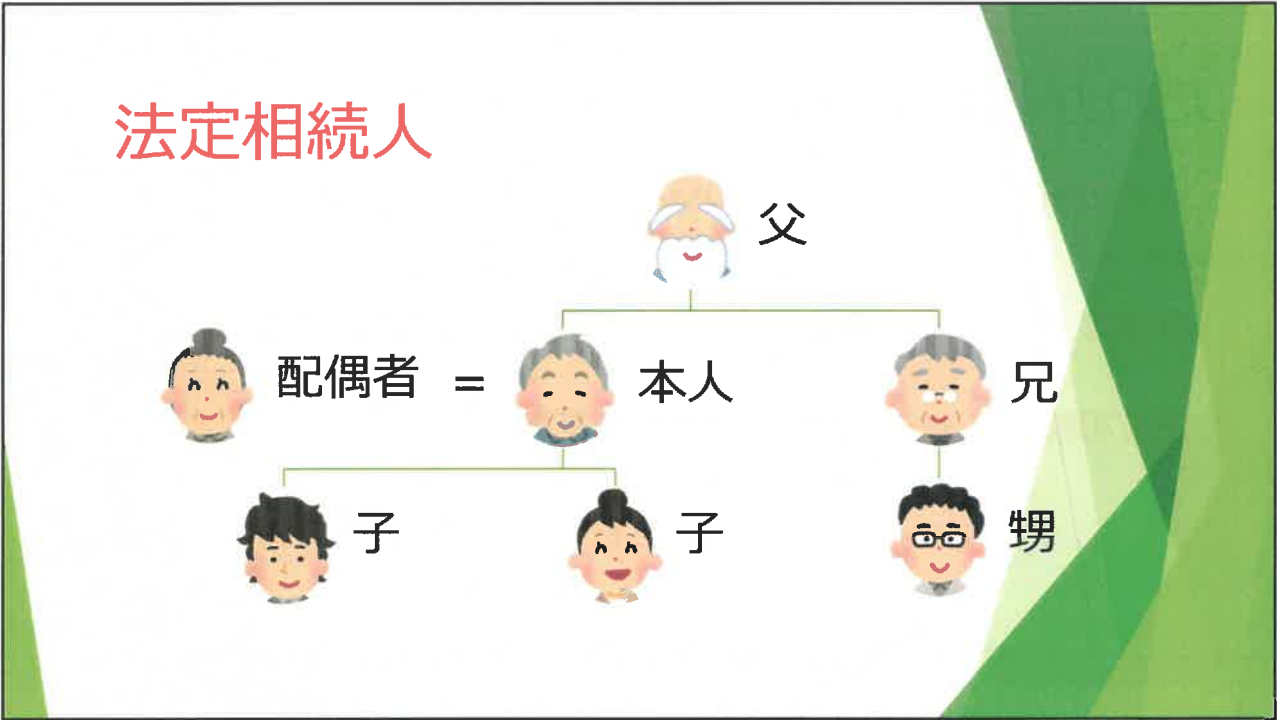 法定相続人
父
配偶者 = 本人
兄
子
子
甥